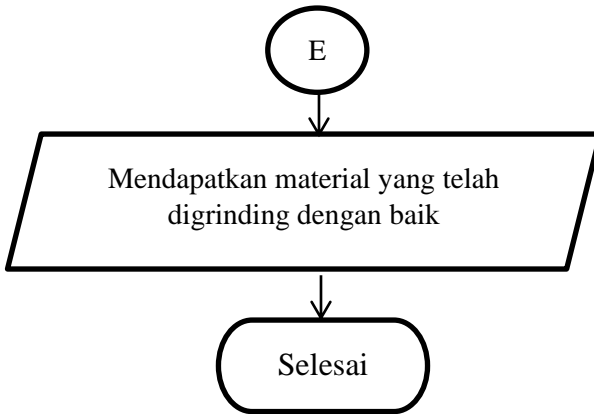 E
Mendapatkan material yang telah
digrinding dengan baik
Selesai